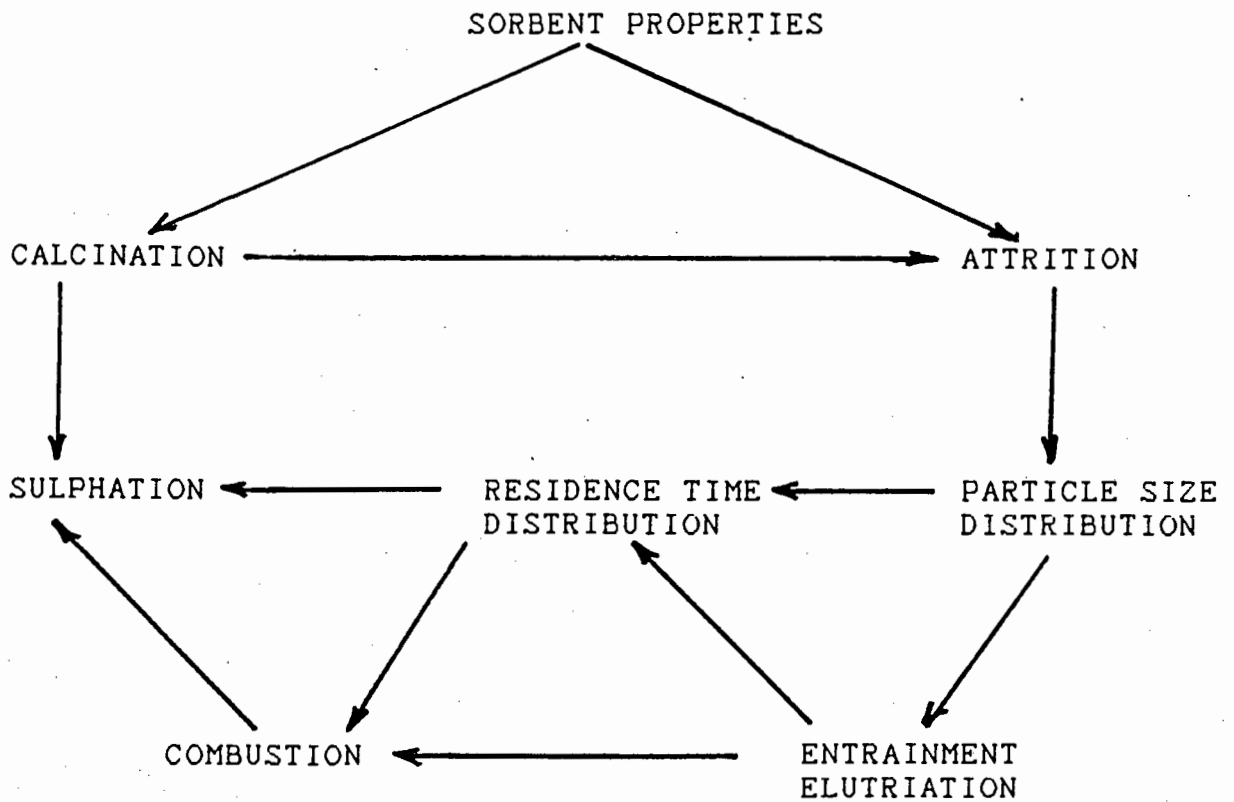 SORBENT PROPERTIES
CALCINATION
ATTRITION
SULPHATION
RESIDENCE TIME
DISTRIBUTION
PARTICLE SIZE
DISTRIBUTION
COMBUSTION
ENTRAINMENT
ELUTRIATION